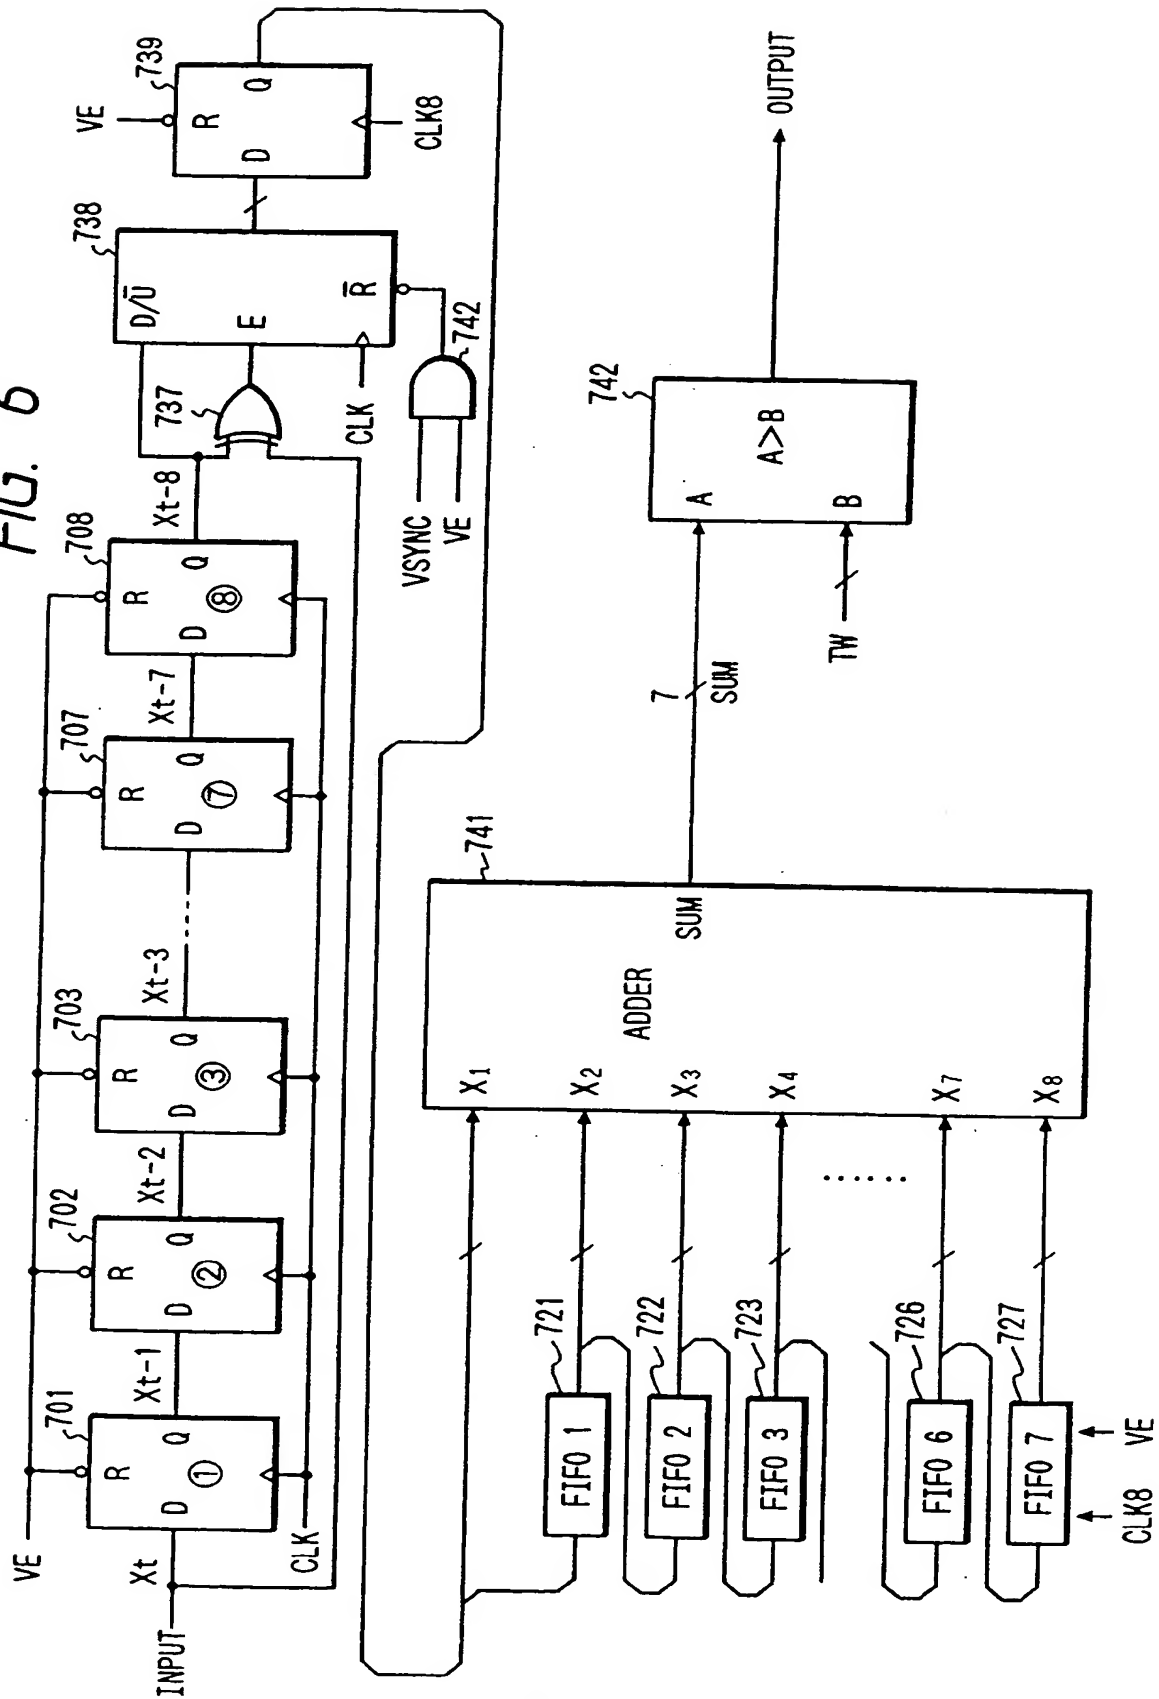 FIG. 6
VE
701
702
703
707
708
R
R
R
R
R
INPUT
Xt
D
①
Q
Xt-1
D
②
Q
Xt-2
D
③
Q
Xt-3
D
⑦
Q
Xt-7
D
⑧
Q
Xt-8
CLK
737
738
D/U̅
E
R̅
CLK
VSYNC
VE
742
VE
739
R
D
Q
CLK8
741
ADDER
X1
X2
X3
X4
X7
X8
......
SUM
721
FIFO 1
722
FIFO 2
723
FIFO 3
726
FIFO 6
727
FIFO 7
CLK8
VE
7
SUM
TW
742
A
B
A>B
OUTPUT